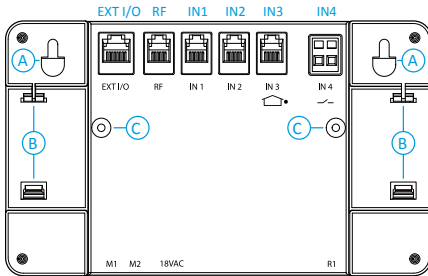 EXT I/O RF IN1 IN2 IN3 IN4
A A
EXT I/O RF IN 1 IN 2 IN 3 IN 4
C C
B B
M1 M2 18VAC R1